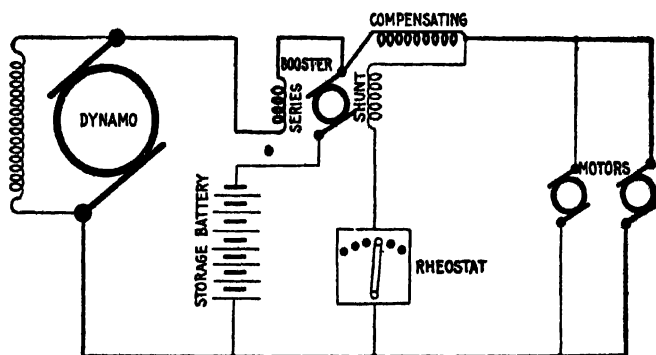 COMPENSATING
BOOSTER
DYNAMO
SERIES
SHUNT
MOTORS
STORAGE BATTERY
RHEOSTAT